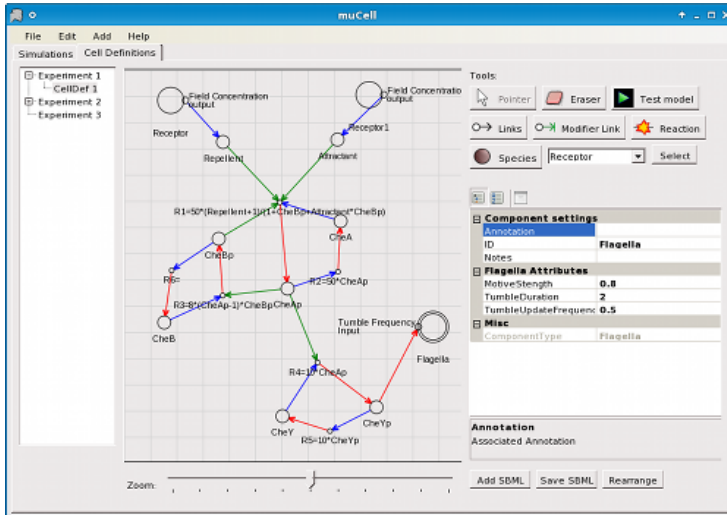 muCell
File Edit Add Help
Simulations Cell Definitions
Experiment 1
CellDef 1
Experiment 2
Experiment 3
Field Concentration
output
Receptor
Repellent
Field Concentratio
output
Receptor1
Attractant
R1=50*(Repellent+1)/(1+CheBp+Attractant*CheBp)
CheA
CheBp
R6=
R2=50*CheAp
R3=8*(CheAp-1)*CheBp
CheAp
CheB
Tumble Frequency
Input
Flagella
R4=10*CheAp
CheYp
CheY
R5=10*CheYp
Zoom:
Tools:
Pointer Eraser Test model
Links Modifier Link Reaction
Species Receptor Select
Component settings
Annotation
ID Flagella
Notes
Flagella Attributes
MotiveStength 0.8
TumbleDuration 2
TumbleUpdateFrequenc 0.5
Misc
ComponentType Flagella
Annotation
Associated Annotation
Add SBML Save SBML Rearrange